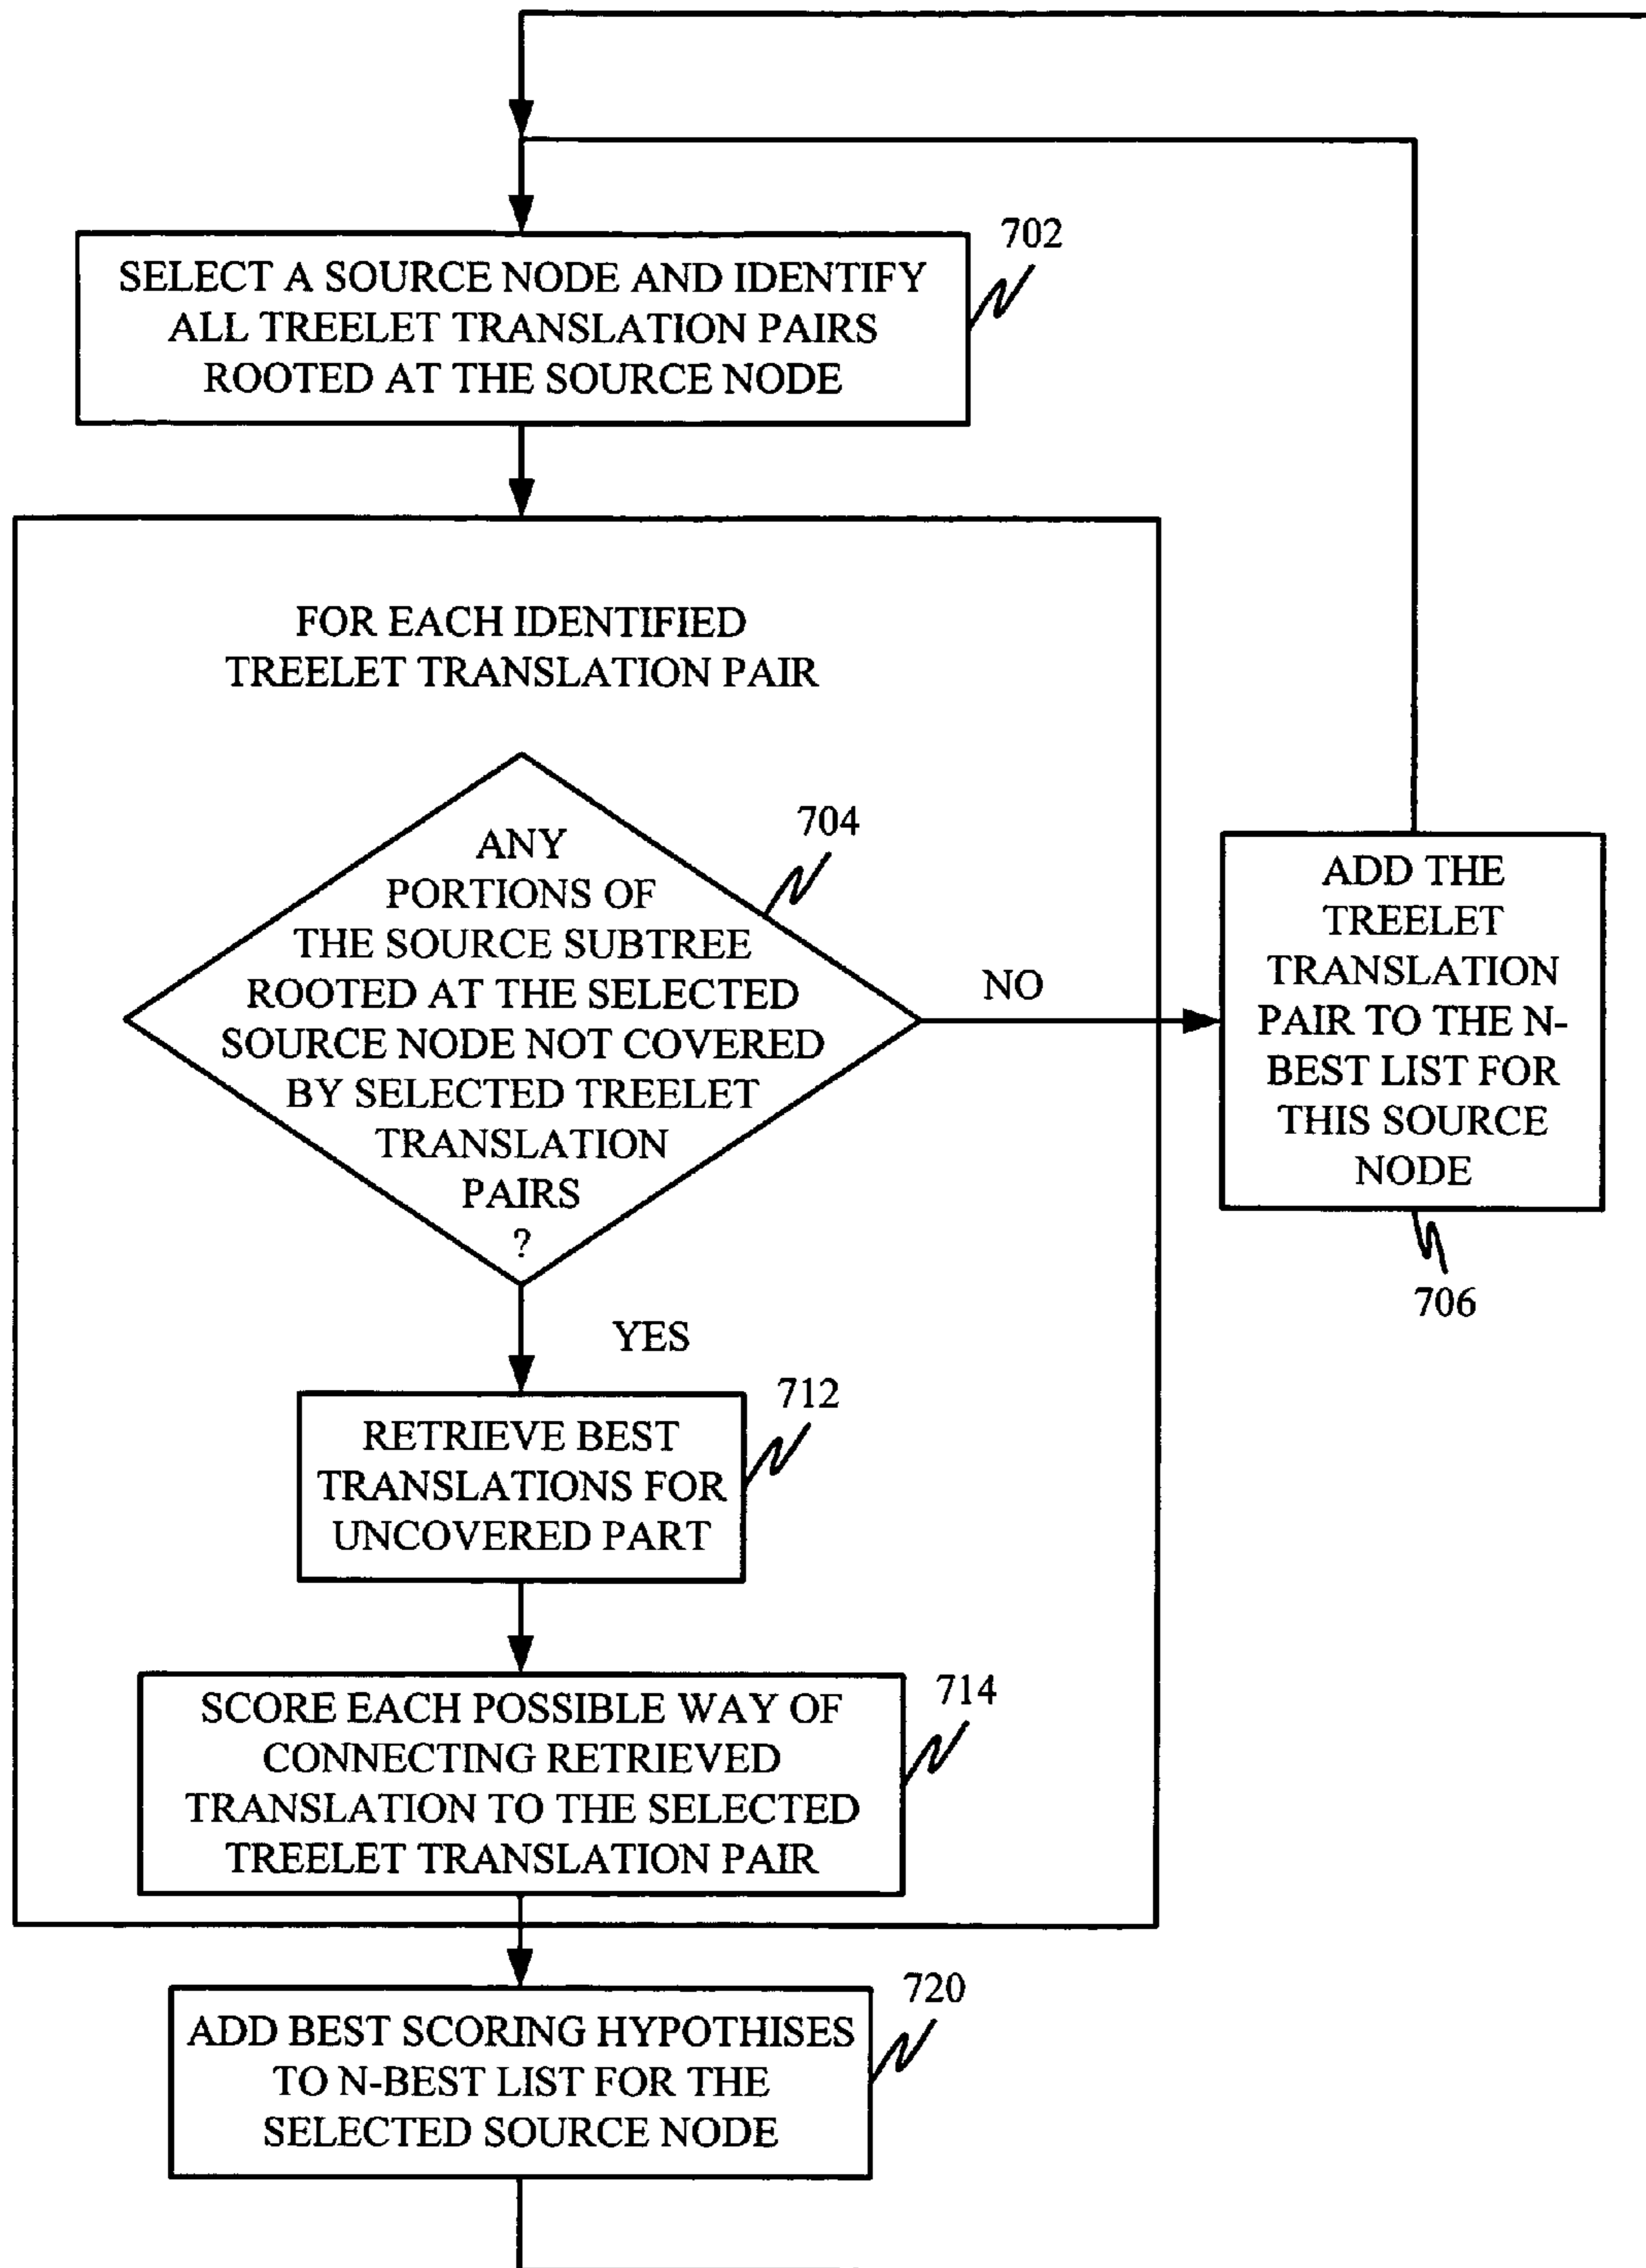 702
SELECT A SOURCE NODE AND IDENTIFY
ALL TREELET TRANSLATION PAIRS
ROOTED AT THE SOURCE NODE
FOR EACH IDENTIFIED
TREELET TRANSLATION PAIR
704
ANY
PORTIONS OF
THE SOURCE SUBTREE
ROOTED AT THE SELECTED
SOURCE NODE NOT COVERED
BY SELECTED TREELET
TRANSLATION
PAIRS
?
NO
ADD THE
TREELET
TRANSLATION
PAIR TO THE N-
BEST LIST FOR
THIS SOURCE
NODE
706
YES
712
RETRIEVE BEST
TRANSLATIONS FOR
UNCOVERED PART
714
SCORE EACH POSSIBLE WAY OF
CONNECTING RETRIEVED
TRANSLATION TO THE SELECTED
TREELET TRANSLATION PAIR
720
ADD BEST SCORING HYPOTHISES
TO N-BEST LIST FOR THE
SELECTED SOURCE NODE